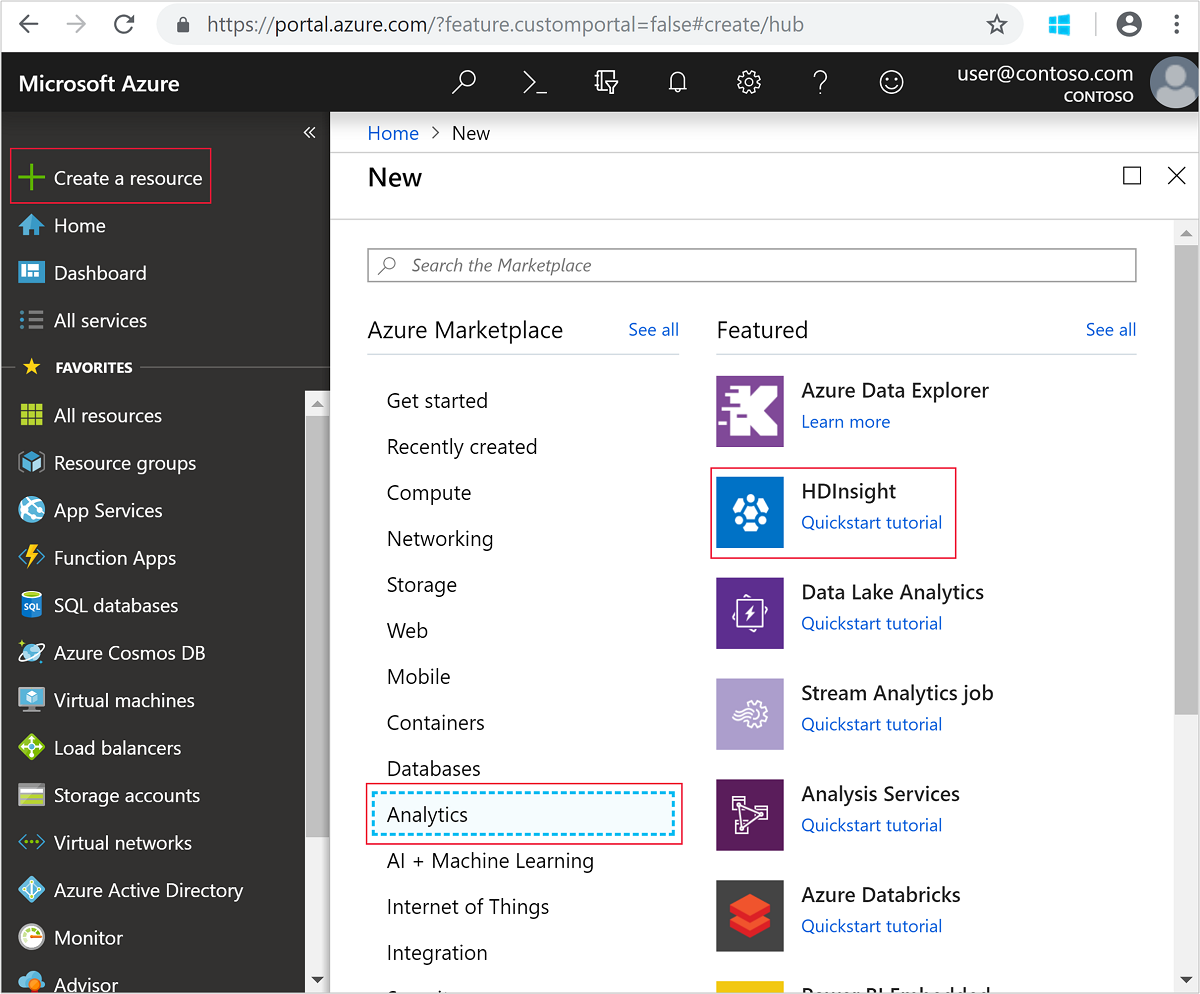 https://portal.azure.com/?feature.customportal=false#create/hub
Microsoft Azure
user@contoso.com
CONTOSO
Create a resource
Home
Dashboard
All services
FAVORITES
All resources
Resource groups
App Services
Function Apps
SQL databases
Azure Cosmos DB
Virtual machines
Load balancers
Storage accounts
Virtual networks
Azure Active Directory
Monitor
Advisor
Home > New
New
Search the Marketplace
Azure Marketplace
See all
Get started
Recently created
Compute
Networking
Storage
Web
Mobile
Containers
Databases
Analytics
AI + Machine Learning
Internet of Things
Integration
Featured
See all
Azure Data Explorer
Learn more
HDInsight
Quickstart tutorial
Data Lake Analytics
Quickstart tutorial
Stream Analytics job
Quickstart tutorial
Analysis Services
Quickstart tutorial
Azure Databricks
Quickstart tutorial
Power BI Embedded